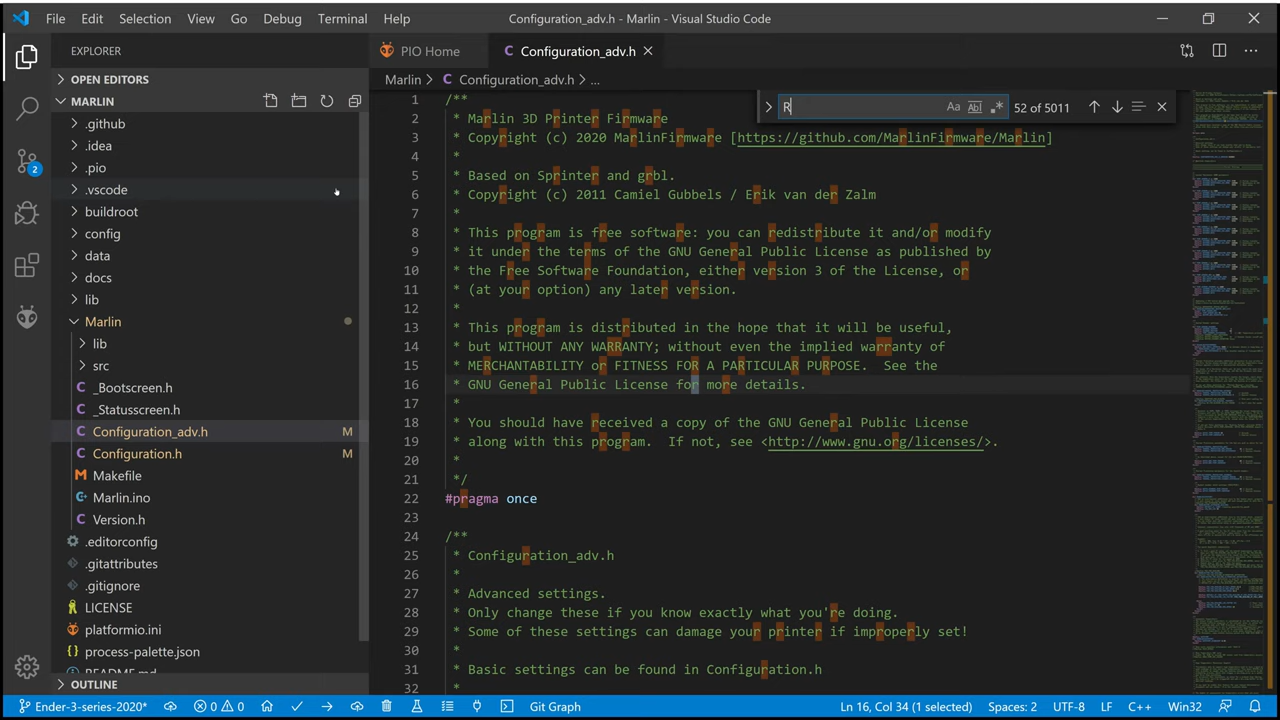 File Edit Selection View Go Debug Terminal Help Configuration_adv.h - Marlin - Visual Studio Code
EXPLORER
OPEN EDITORS
MARLIN
.github
.idea
.pio
.vscode
buildroot
config
data
docs
lib
Marlin
lib
src
C _Bootscreen.h
C _Statusscreen.h
C Configuration_adv.h M
C Configuration.h M
Makefile
Marlin.ino
C Version.h
.editorconfig
.gitattributes
.gitignore
LICENSE
platformio.ini
process-palette.json
README.md
OUTLINE
2
PIO Home C Configuration_adv.h
Marlin > C Configuration_adv.h > ...
R Aa Abl .* 52 of 5011
1 /**
2 * Marlin 3D Printer Firmware
3 * Copyright (c) 2020 MarlinFirmware [https://github.com/MarlinFirmware/Marlin]
4 *
5 * Based on Sprinter and grbl.
6 * Copyright (c) 2011 Camiel Gubbels / Erik van der Zalm
7 *
8 * This program is free software: you can redistribute it and/or modify
9 * it under the terms of the GNU General Public License as published by
10 * the Free Software Foundation, either version 3 of the License, or
11 * (at your option) any later version.
12 *
13 * This program is distributed in the hope that it will be useful,
14 * but WITHOUT ANY WARRANTY; without even the implied warranty of
15 * MERCHANTABILITY or FITNESS FOR A PARTICULAR PURPOSE.  See the
16 * GNU General Public License for more details.
17 *
18 * You should have received a copy of the GNU General Public License
19 * along with this program.  If not, see <http://www.gnu.org/licenses/>.
20 *
21 */
22 #pragma once
23
24 /**
25 * Configuration_adv.h
26 *
27 * Advanced settings.
28 * Only change these if you know exactly what you're doing.
29 * Some of these settings can damage your printer if improperly set!
30 *
31 * Basic settings can be found in Configuration.h
32 *
Ender-3-series-2020* 0 0 Git Graph Ln 16, Col 34 (1 selected) Spaces: 2 UTF-8 LF C++ Win32